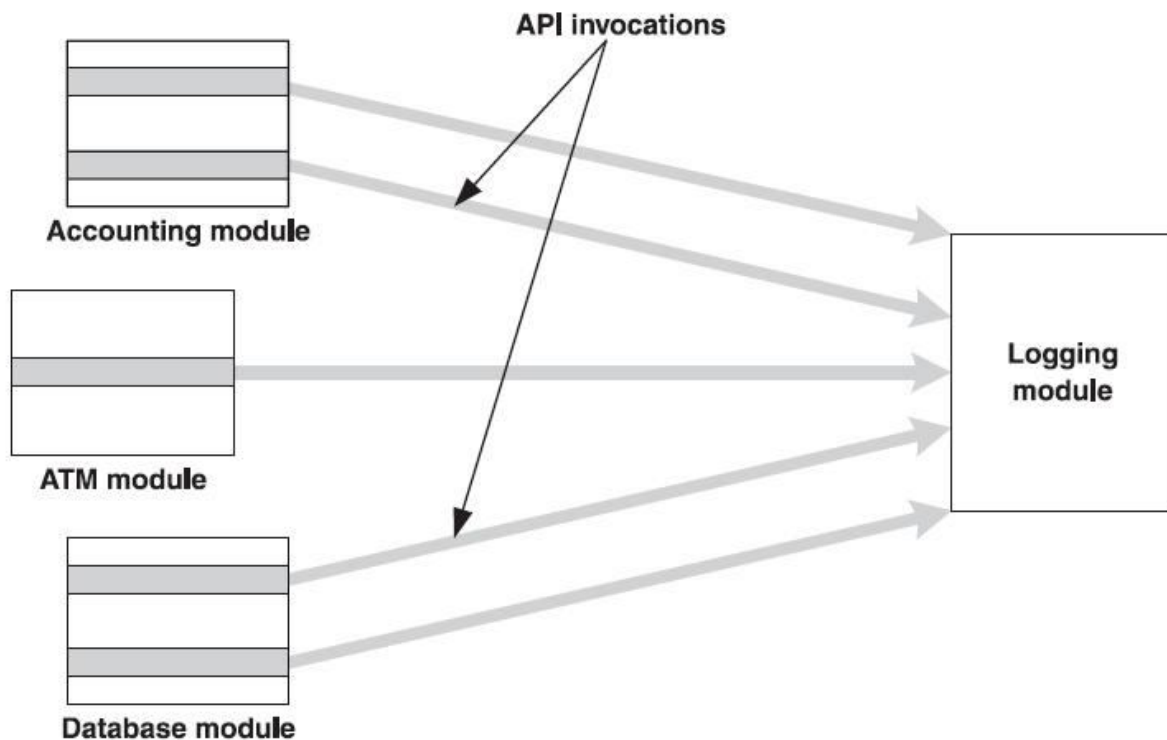 API invocations
Accounting module
Logging
module
ATM module
Database module